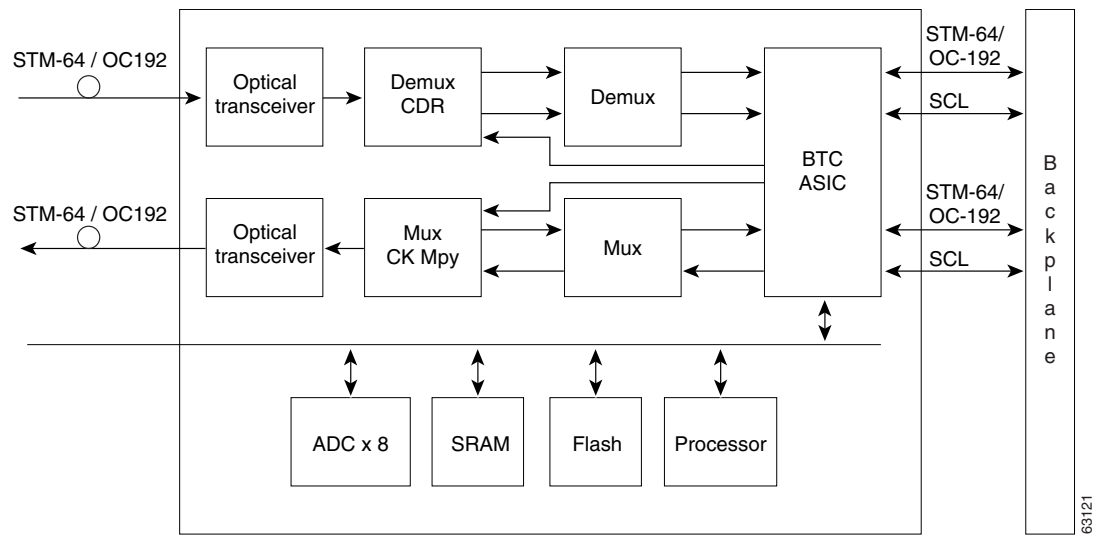 STM-64 / OC192
Optical
transceiver
Demux
CDR
Demux
BTC
ASIC
STM-64/
OC-192
SCL
STM-64 / OC192
Optical
transceiver
Mux
CK Mpy
Mux
STM-64/
OC-192
SCL
Backplane
ADC x 8
SRAM
Flash
Processor
63121